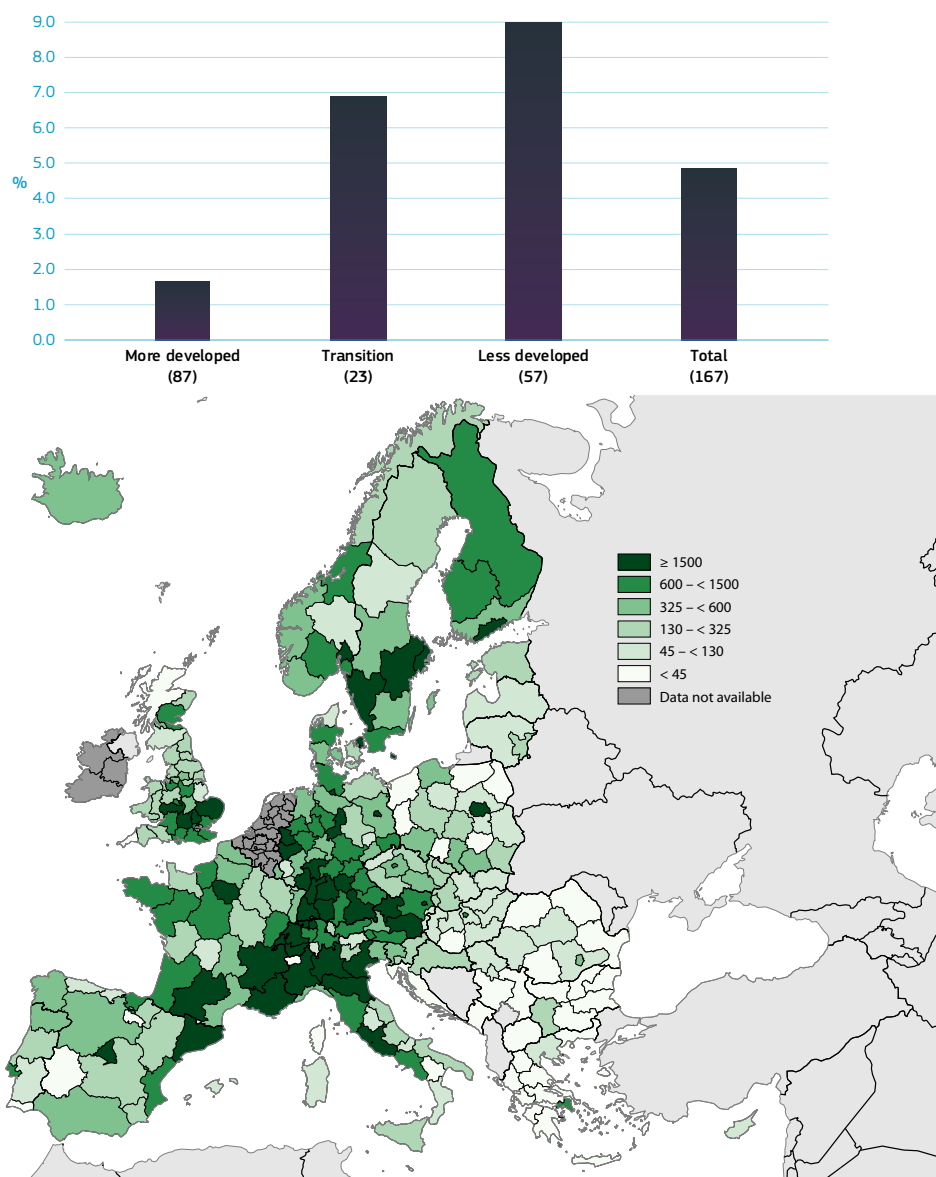 9.0
8.0
7.0
6.0
5.0
%
4.0
3.0
2.0
1.0
0.0
More developed Transition Less developed Total
(87) (23) (57) (167)
≥ 1500
600 – < 1500
325 – < 600
130 – < 325
45 – < 130
< 45
Data not available